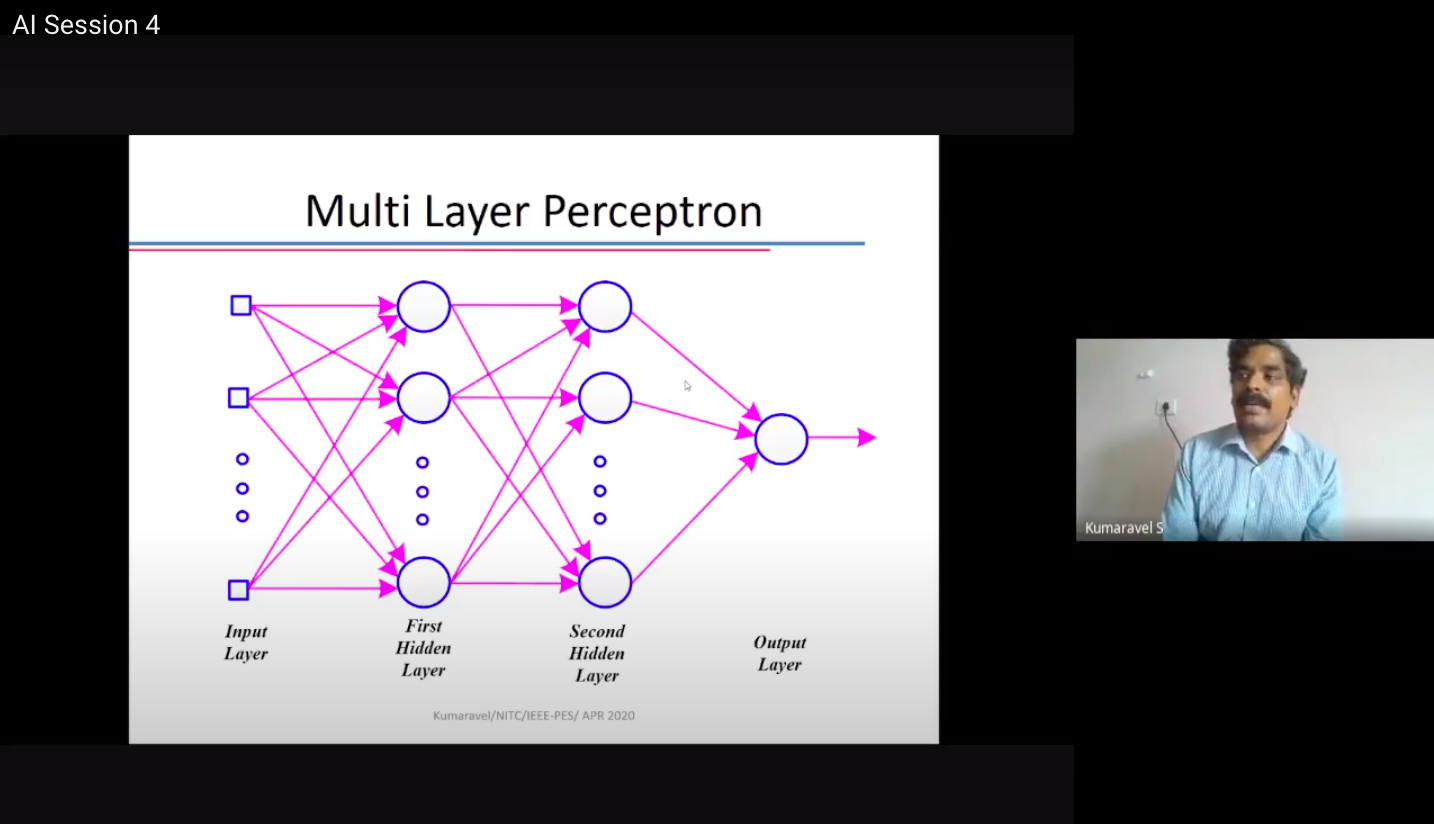 AI Session 4
Multi Layer Perceptron
Input
Layer
First
Hidden
Layer
Second
Hidden
Layer
Output
Layer
Kumaravel/NITC/IEEE-PES/ APR 2020
Kumaravel S